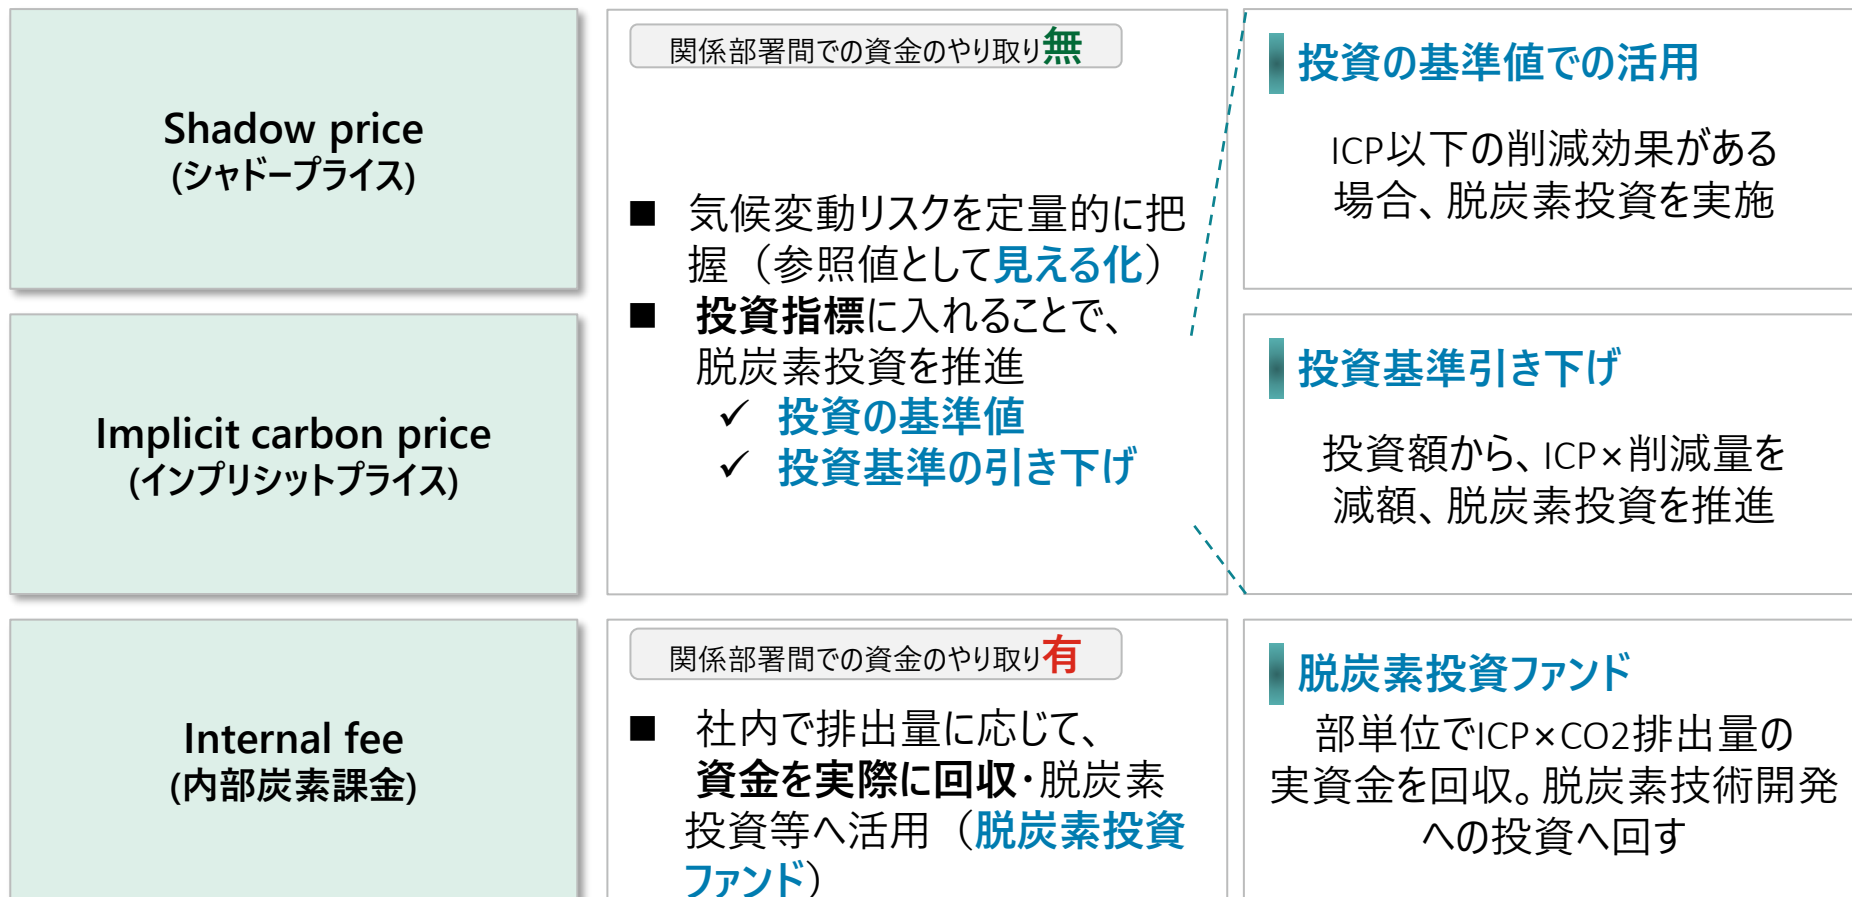 Shadow price
(シャドープライス)
Implicit carbon price
(インプリシットプライス)
Internal fee
(内部炭素課金)
関係部署間での資金のやり取り無
■ 気候変動リスクを定量的に把
握（参照値として見える化）
■ 投資指標に入れることで、
脱炭素投資を推進
✓ 投資の基準値
✓ 投資基準の引き下げ
関係部署間での資金のやり取り有
■ 社内で排出量に応じて、
資金を実際に回収・脱炭素
投資等へ活用（脱炭素投資
ファンド）
投資の基準値での活用
ICP以下の削減効果がある
場合、脱炭素投資を実施
投資基準引き下げ
投資額から、ICP×削減量を
減額、脱炭素投資を推進
脱炭素投資ファンド
部単位でICP×CO2排出量の
実資金を回収。脱炭素技術開発
への投資へ回す